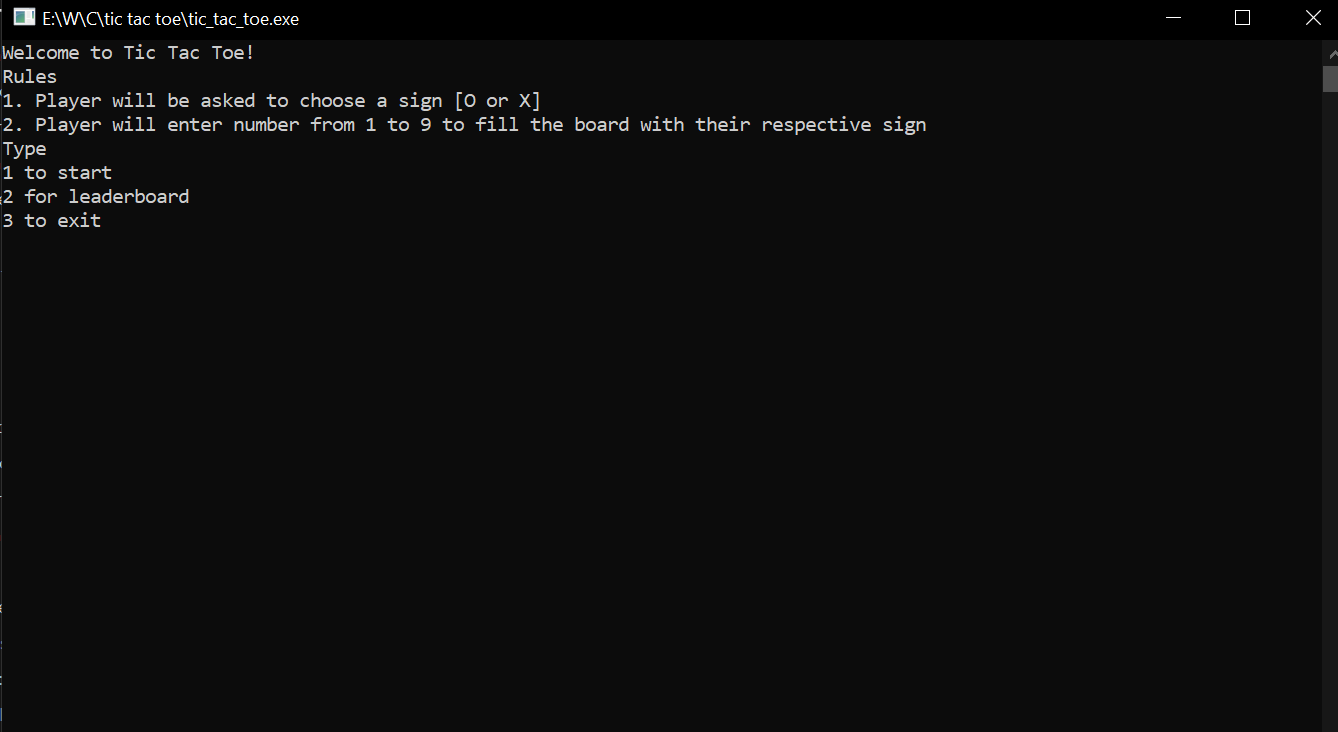 E:\W\C\tic tac toe\tic_tac_toe.exe
Welcome to Tic Tac Toe!
Rules
1. Player will be asked to choose a sign [O or X]
2. Player will enter number from 1 to 9 to fill the board with their respective sign
Type
1 to start
2 for leaderboard
3 to exit